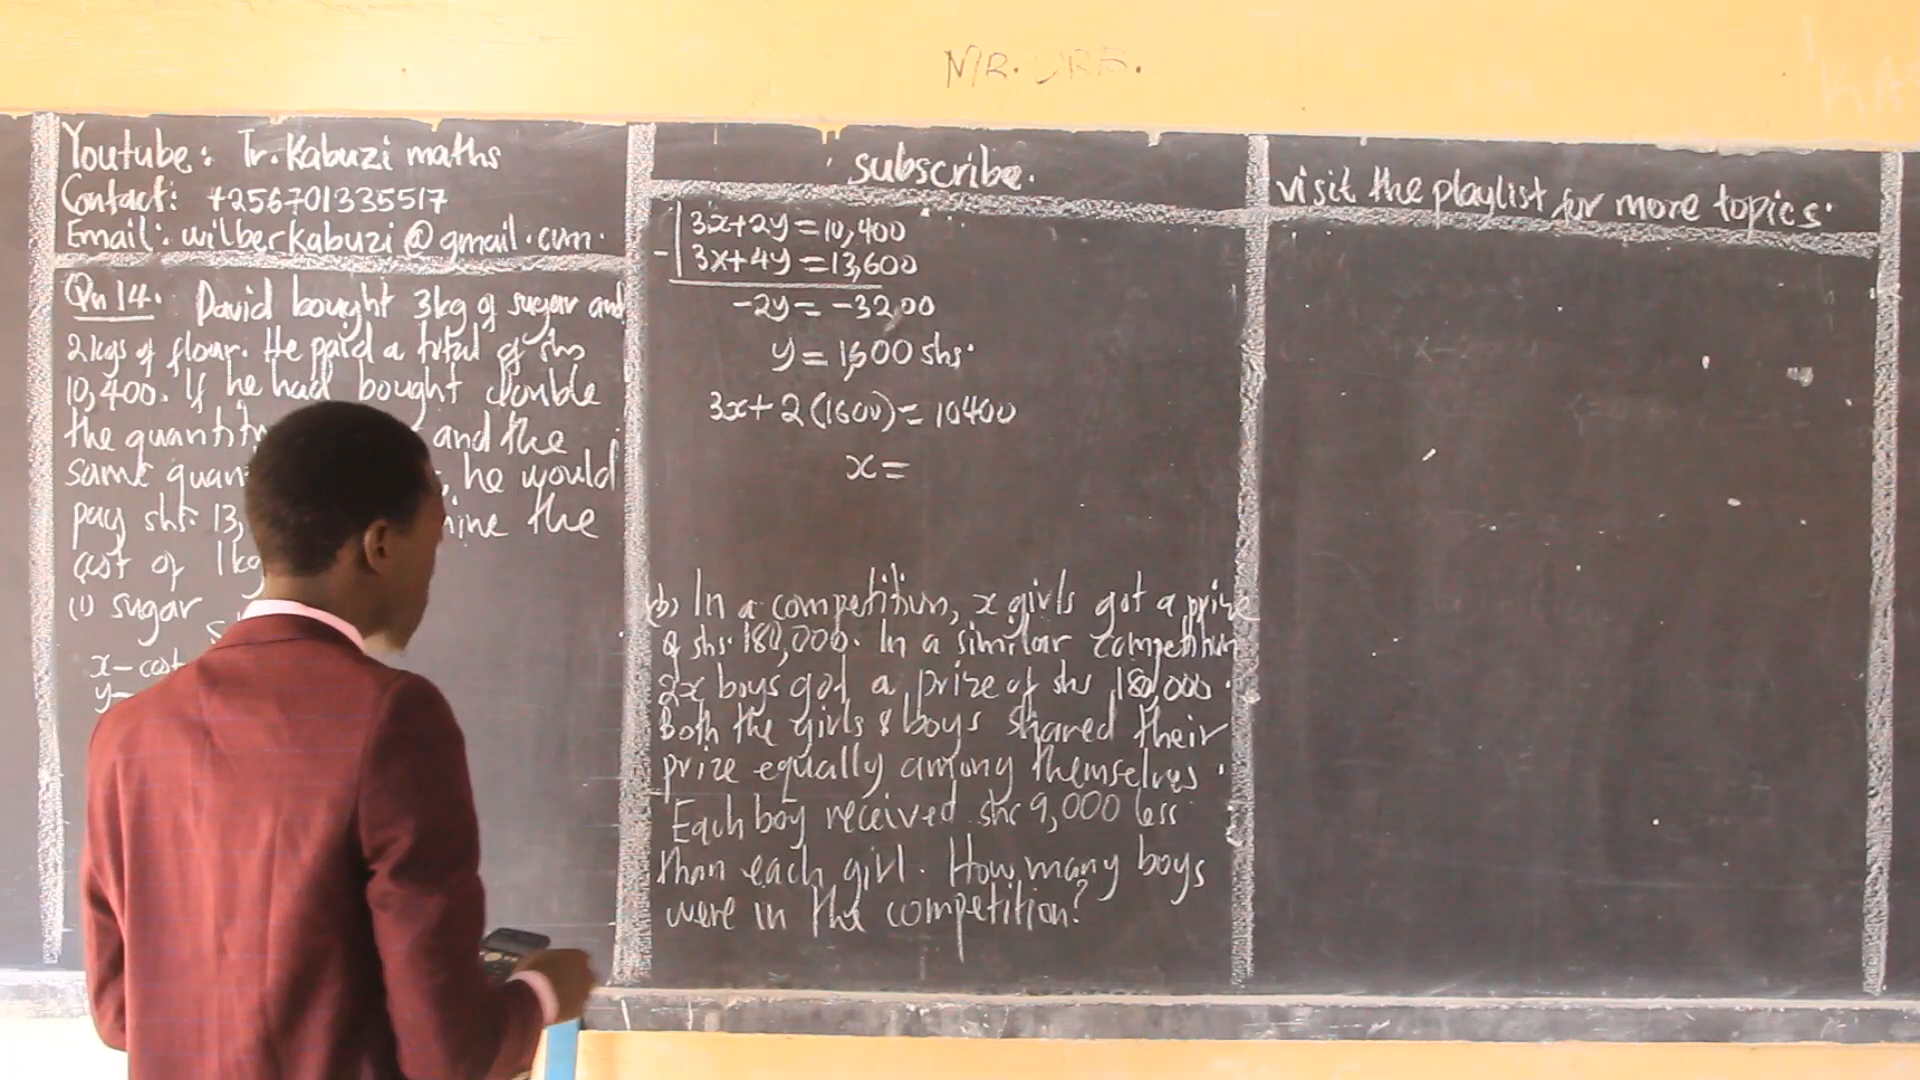 MR.
Youtube: Tr. Kabuzi maths
Contact: +256701335517
Email: wilberkabuzi@gmail.com.
Qn 14. David bought 3kg of sugar and
2kgs of flour. He paid a total of shs
10,400. If he had bought double
the quantity and the
same quan he would
pay shs. 13, the
cost of 1kg
(i) sugar
x – cost
y –
subscribe.
3x+2y = 10,400
- 3x+4y = 13,600
-2y = -3200
y = 1,600 shs.
3x + 2(1600) = 10400
x =
(b) In a competition, x girls got a prize
of shs. 180,000. In a similar competition
2x boys got a prize of shs 180,000.
Both the girls & boys shared their
prize equally among themselves.
Each boy received shs 9,000 less
than each girl. How many boys
were in the competition?
visit the playlist for more topics.